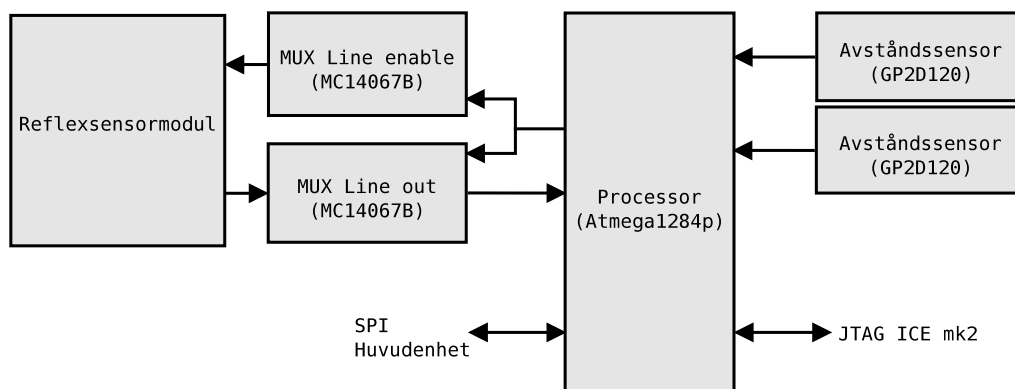 Reflexsensormodul
MUX Line enable
(MC14067B)
MUX Line out
(MC14067B)
Processor
(Atmega1284p)
Avståndssensor
(GP2D120)
Avståndssensor
(GP2D120)
SPI
Huvudenhet
JTAG ICE mk2